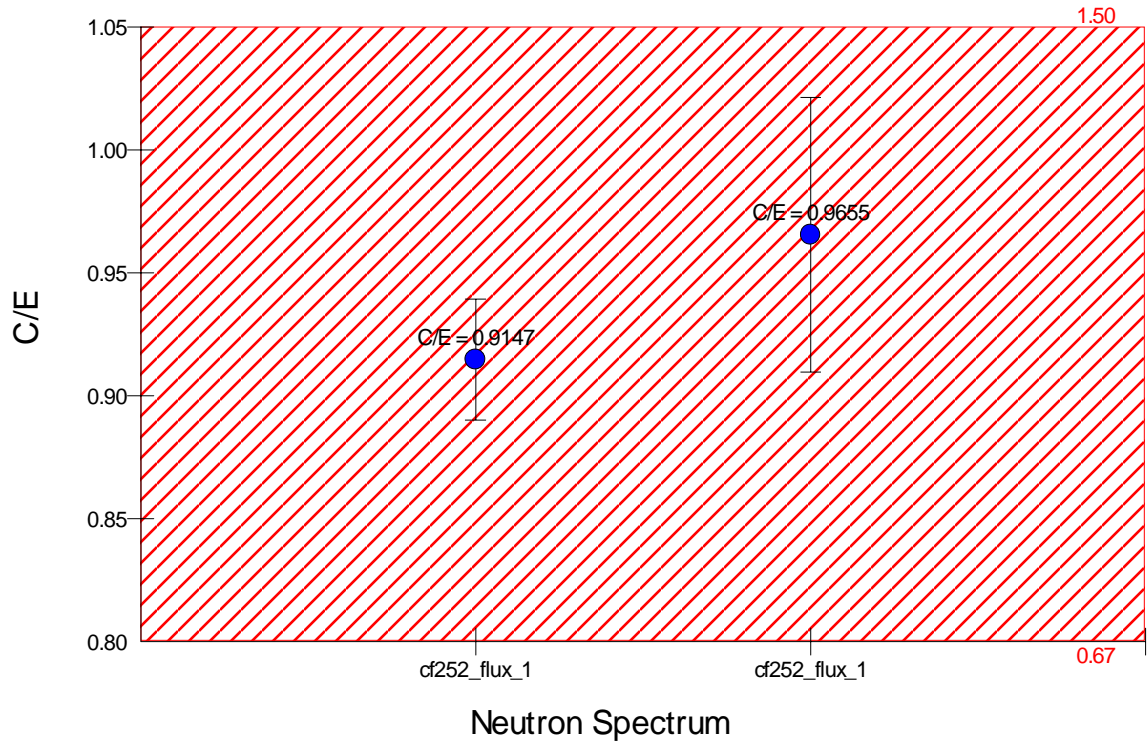 1.50
1.05
1.00
C/E = 0.9655
0.95
C/E
C/E = 0.9147
0.90
0.85
0.80
0.67
cf252_flux_1
cf252_flux_1
Neutron Spectrum